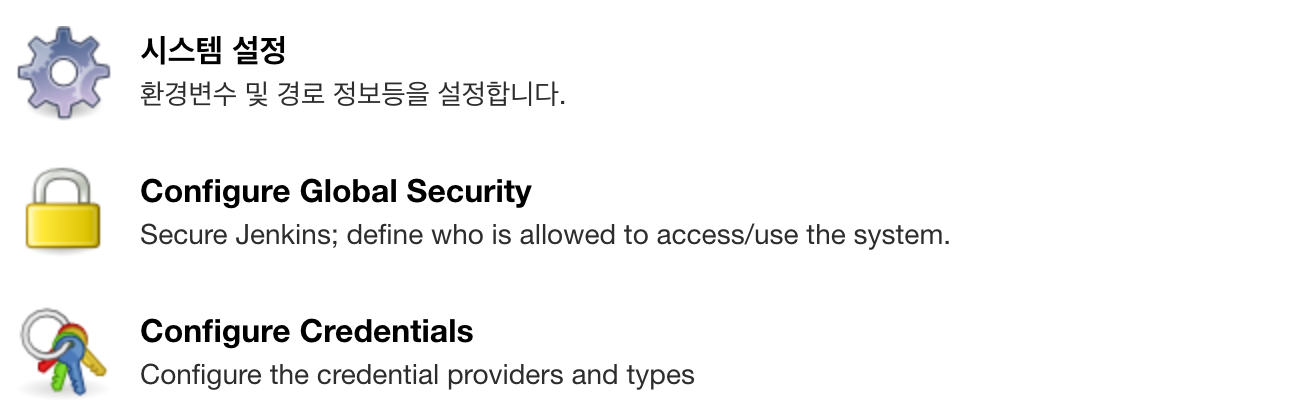 시스템 설정
환경변수 및 경로 정보등을 설정합니다.
Configure Global Security
Secure Jenkins; define who is allowed to access/use the system.
Configure Credentials
Configure the credential providers and types